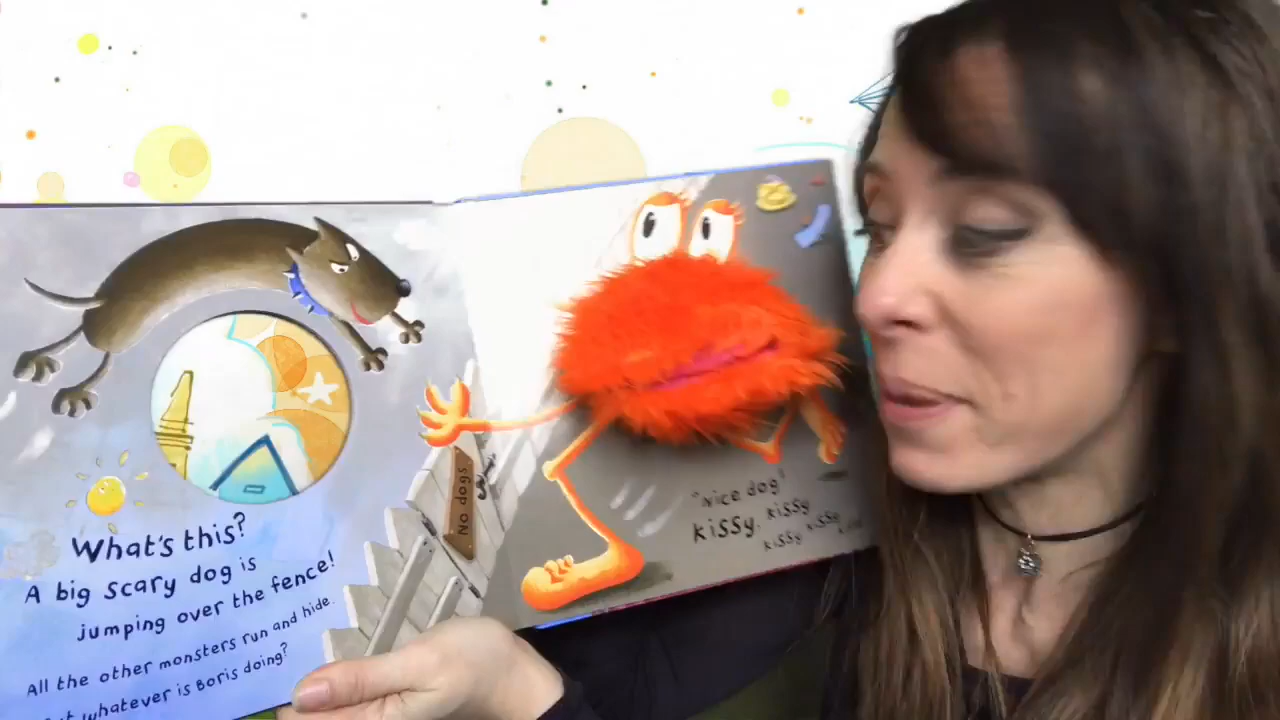 What's this?
A big scary dog is
jumping over the fence!
All the other monsters run and hide.
whatever is Boris doing?
No dogs
"Nice dog"
kissy, kissy
kissy kissy